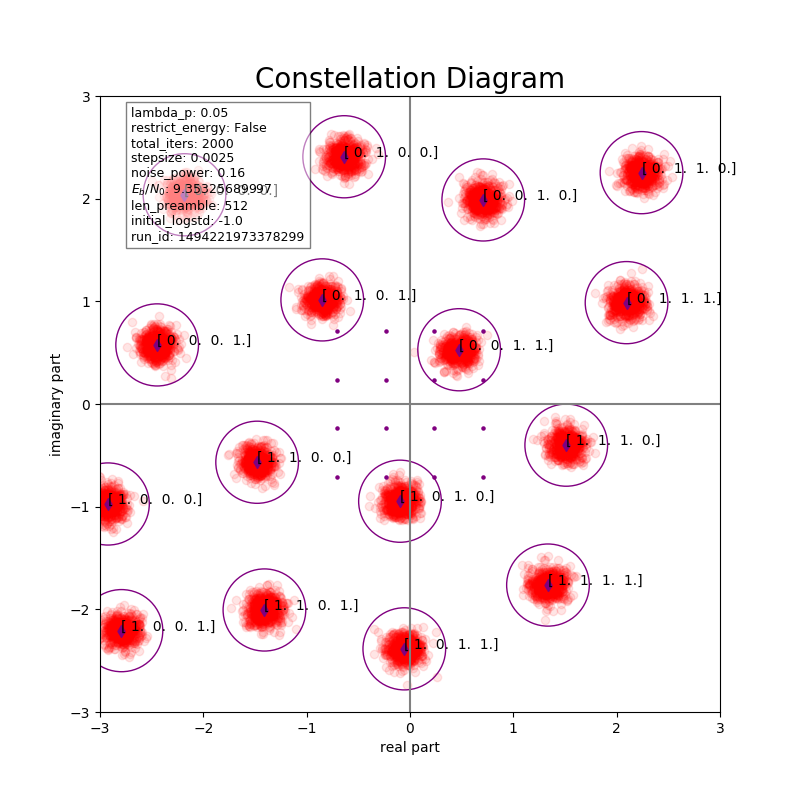 Constellation Diagram
3
lambda_p: 0.05
restrict_energy: False
total_iters: 2000
stepsize: 0.0025
noise_power: 0.16
E_b/N_0: 9.35325689997
len_preamble: 512
initial_logstd: -1.0
run_id: 1494221973378299
[ 0. 1. 0. 0.]
[ 0. 1. 1. 0.]
[ 0. 0. 1. 0.]
2
[ 0. 1. 0. 1.]
[ 0. 1. 1. 1.]
1
[ 0. 0. 0. 1.]
[ 0. 0. 1. 1.]
imaginary part
0
[ 1. 1. 1. 0.]
[ 1. 1. 0. 0.]
[ 1. 0. 0. 0.]
[ 1. 0. 1. 0.]
−1
[ 1. 1. 1. 1.]
[ 1. 1. 0. 1.]
−2
[ 1. 0. 0. 1.]
[ 1. 0. 1. 1.]
−3
−3 −2 −1 0 1 2 3
real part